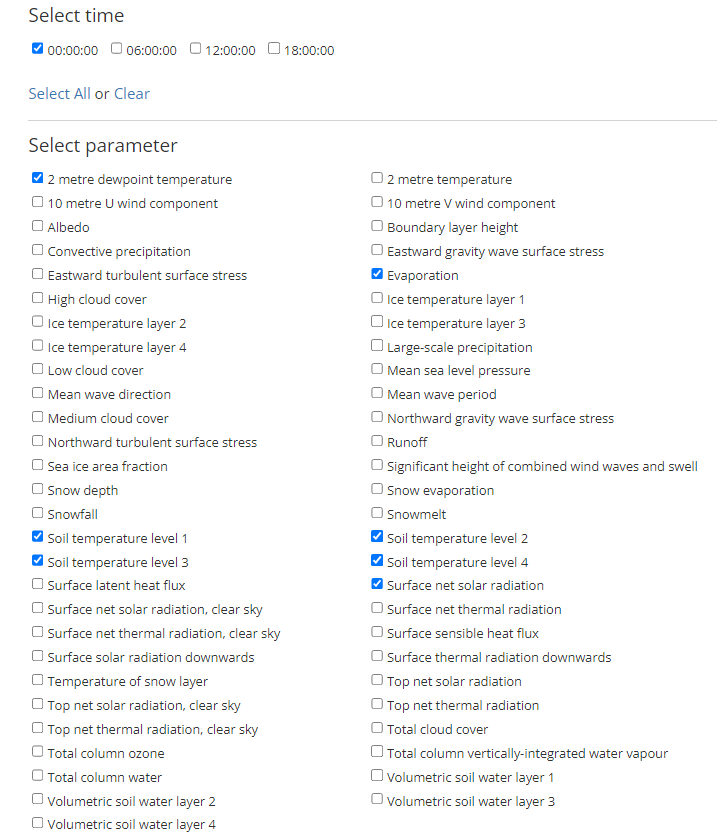 Select time
00:00:00 06:00:00 12:00:00 18:00:00
Select All or Clear
Select parameter
2 metre dewpoint temperature 2 metre temperature
10 metre U wind component 10 metre V wind component
Albedo Boundary layer height
Convective precipitation Eastward gravity wave surface stress
Eastward turbulent surface stress Evaporation
High cloud cover Ice temperature layer 1
Ice temperature layer 2 Ice temperature layer 3
Ice temperature layer 4 Large-scale precipitation
Low cloud cover Mean sea level pressure
Mean wave direction Mean wave period
Medium cloud cover Northward gravity wave surface stress
Northward turbulent surface stress Runoff
Sea ice area fraction Significant height of combined wind waves and swell
Snow depth Snow evaporation
Snowfall Snowmelt
Soil temperature level 1 Soil temperature level 2
Soil temperature level 3 Soil temperature level 4
Surface latent heat flux Surface net solar radiation
Surface net solar radiation, clear sky Surface net thermal radiation
Surface net thermal radiation, clear sky Surface sensible heat flux
Surface solar radiation downwards Surface thermal radiation downwards
Temperature of snow layer Top net solar radiation
Top net solar radiation, clear sky Top net thermal radiation
Top net thermal radiation, clear sky Total cloud cover
Total column ozone Total column vertically-integrated water vapour
Total column water Volumetric soil water layer 1
Volumetric soil water layer 2 Volumetric soil water layer 3
Volumetric soil water layer 4